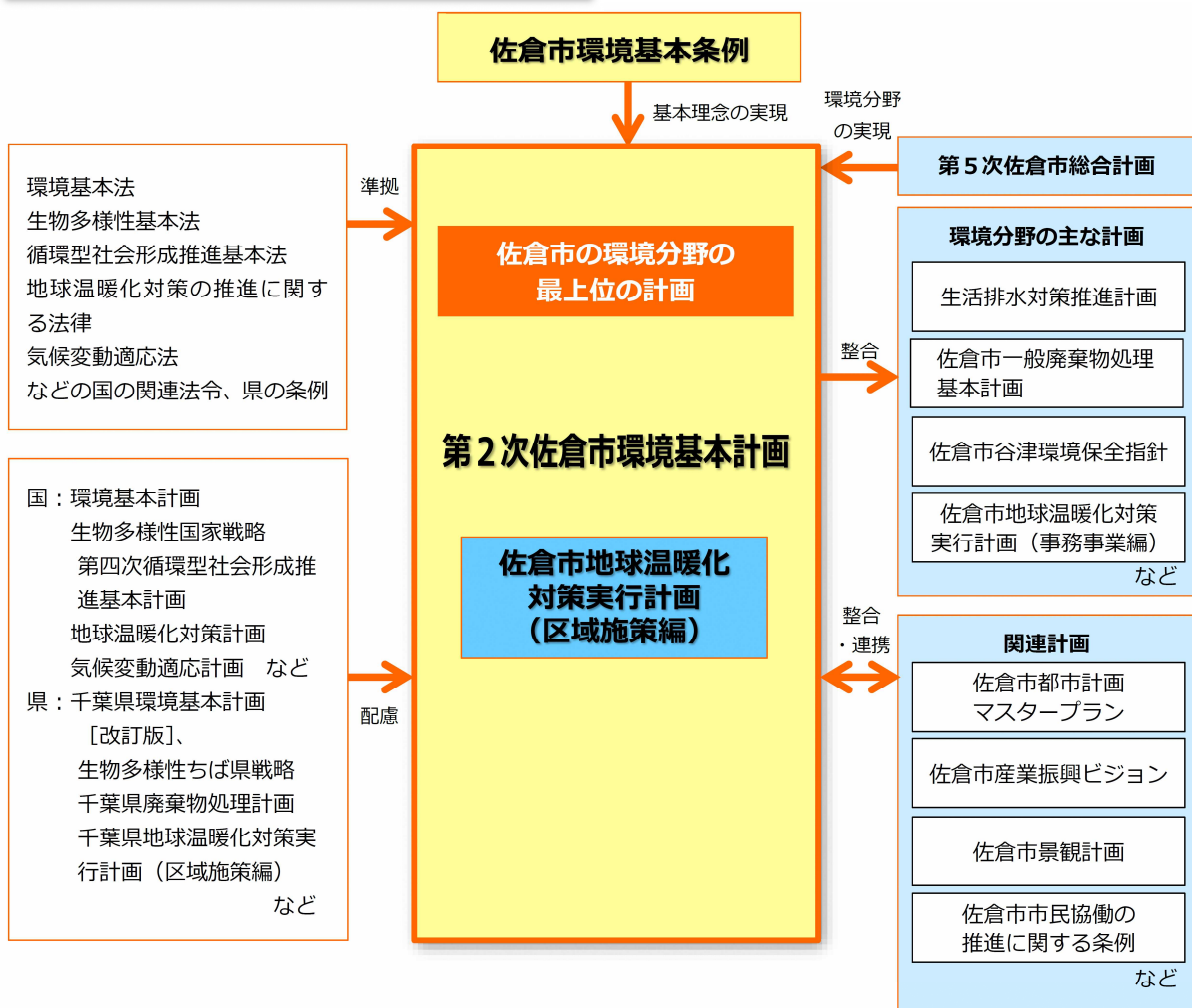 佐倉市環境基本条例
基本理念の実現
環境分野
の実現
第5次佐倉市総合計画
環境基本法
生物多様性基本法
循環型社会形成推進基本法
地球温暖化対策の推進に関す
る法律
気候変動適応法
などの国の関連法令、県の条例
準拠
国:環境基本計画
生物多様性国家戦略
第四次循環型社会形成推
進基本計画
地球温暖化対策計画
気候変動適応計画 など
県:千葉県環境基本計画
[改訂版]、
生物多様性ちば県戦略
千葉県廃棄物処理計画
千葉県地球温暖化対策実
行計画(区域施策編)
など
配慮
佐倉市の環境分野の
最上位の計画
第2次佐倉市環境基本計画
佐倉市地球温暖化
対策実行計画
(区域施策編)
整合
環境分野の主な計画
生活排水対策推進計画
佐倉市一般廃棄物処理
基本計画
佐倉市谷津環境保全指針
佐倉市地球温暖化対策
実行計画(事務事業編)
など
整合
・連携
関連計画
佐倉市都市計画
マスタープラン
佐倉市産業振興ビジョン
佐倉市景観計画
佐倉市市民協働の
推進に関する条例
など